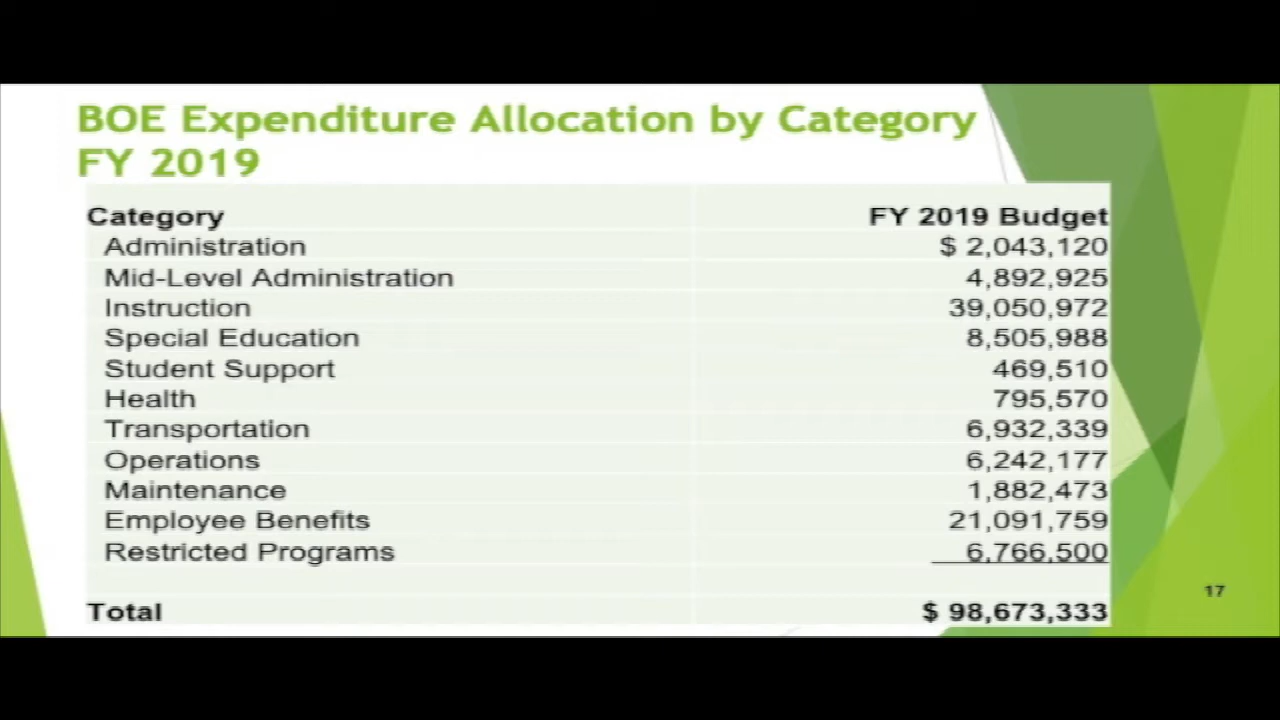 BOE Expenditure Allocation by Category
FY 2019
Category FY 2019 Budget
Administration $ 2,043,120
Mid-Level Administration 4,892,925
Instruction 39,050,972
Special Education 8,505,988
Student Support 469,510
Health 795,570
Transportation 6,932,339
Operations 6,242,177
Maintenance 1,882,473
Employee Benefits 21,091,759
Restricted Programs 6,766,500
Total $ 98,673,333
17